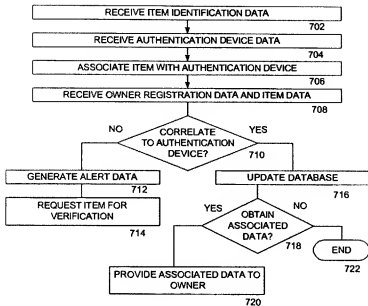 RECEIVE ITEM IDENTIFICATION DATA
702
RECEIVE AUTHENTICATION DEVICE DATA
704
ASSOCIATE ITEM WITH AUTHENTICATION DEVICE
706
RECEIVE OWNER REGISTRATION DATA AND ITEM DATA
708
NO
CORRELATE
TO AUTHENTICATION
DEVICE?
YES
710
GENERATE ALERT DATA
712
UPDATE DATABASE
716
REQUEST ITEM FOR
VERIFICATION
714
YES
OBTAIN
ASSOCIATED
DATA?
NO
718
END
722
PROVIDE ASSOCIATED DATA TO
OWNER
720